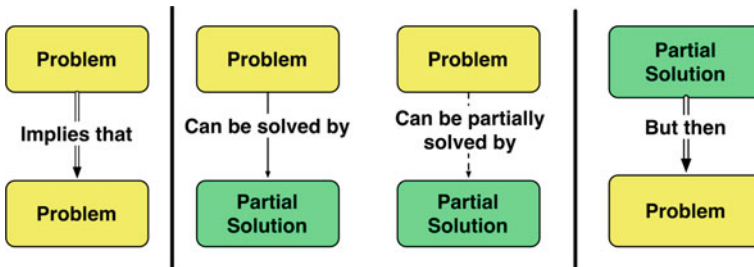 Problem
Implies that
Problem
Problem
Can be solved by
Partial
Solution
Problem
Can be partially
solved by
Partial
Solution
Partial
Solution
But then
Problem